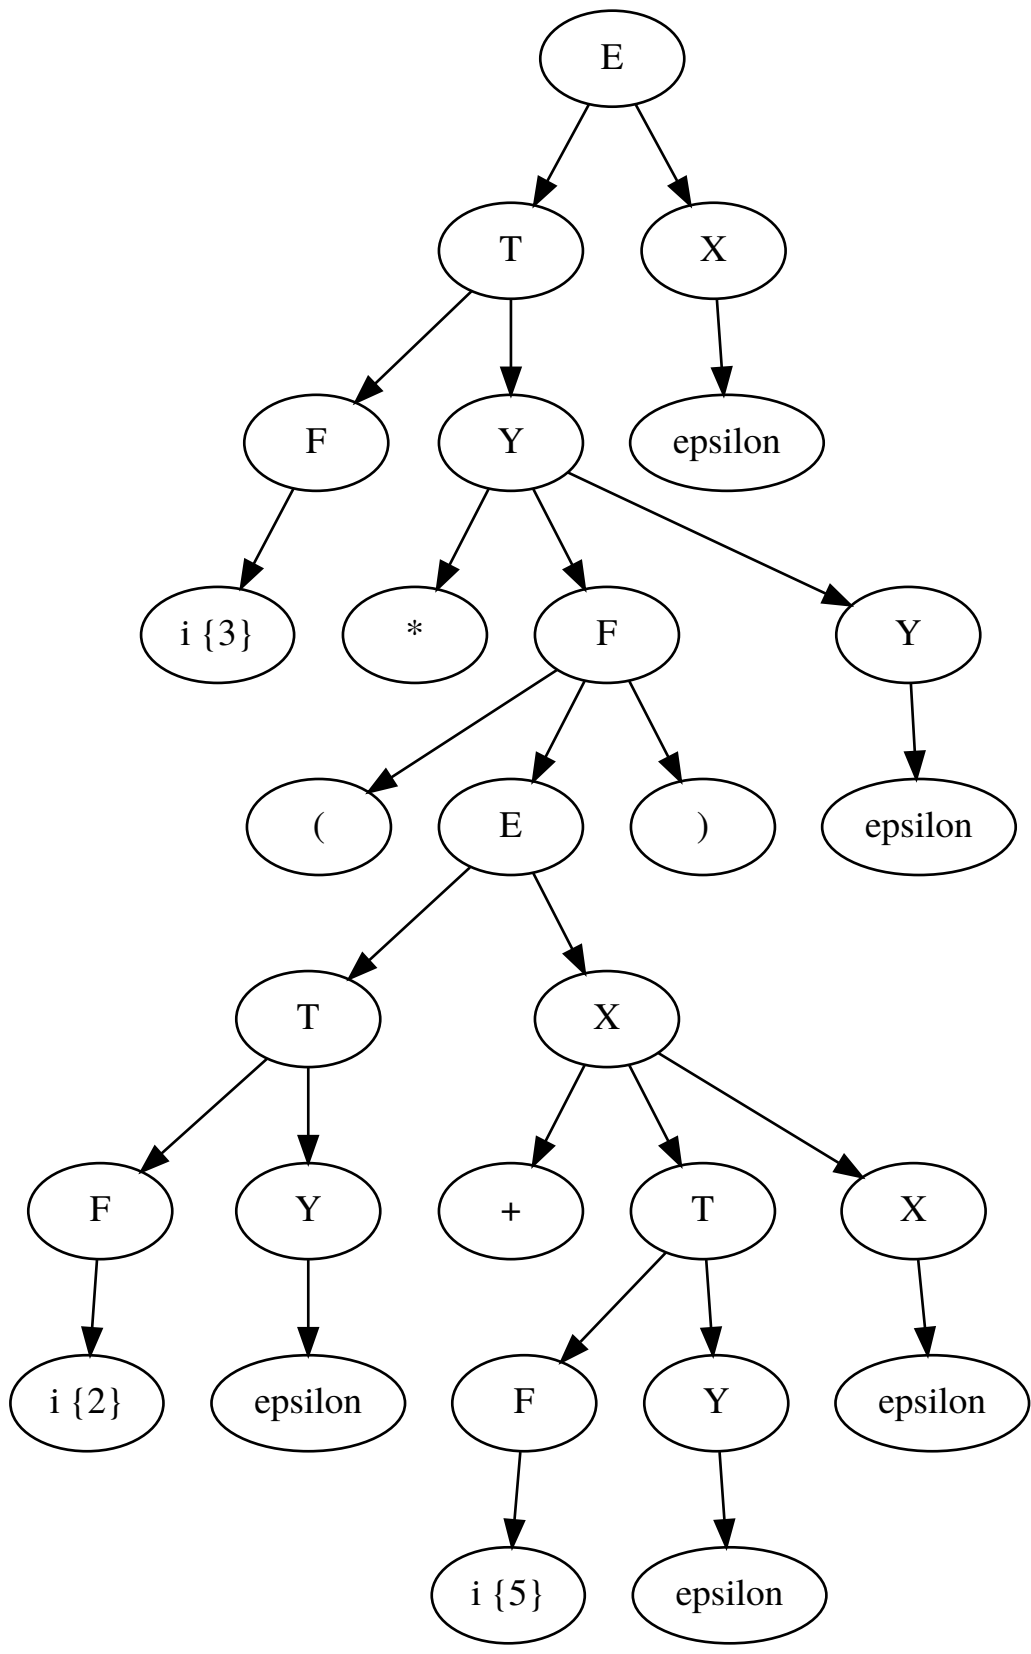 E
T X
F Y epsilon
i {3} * F Y
( E ) epsilon
T X
F Y + T X
i {2} epsilon F Y epsilon
i {5} epsilon